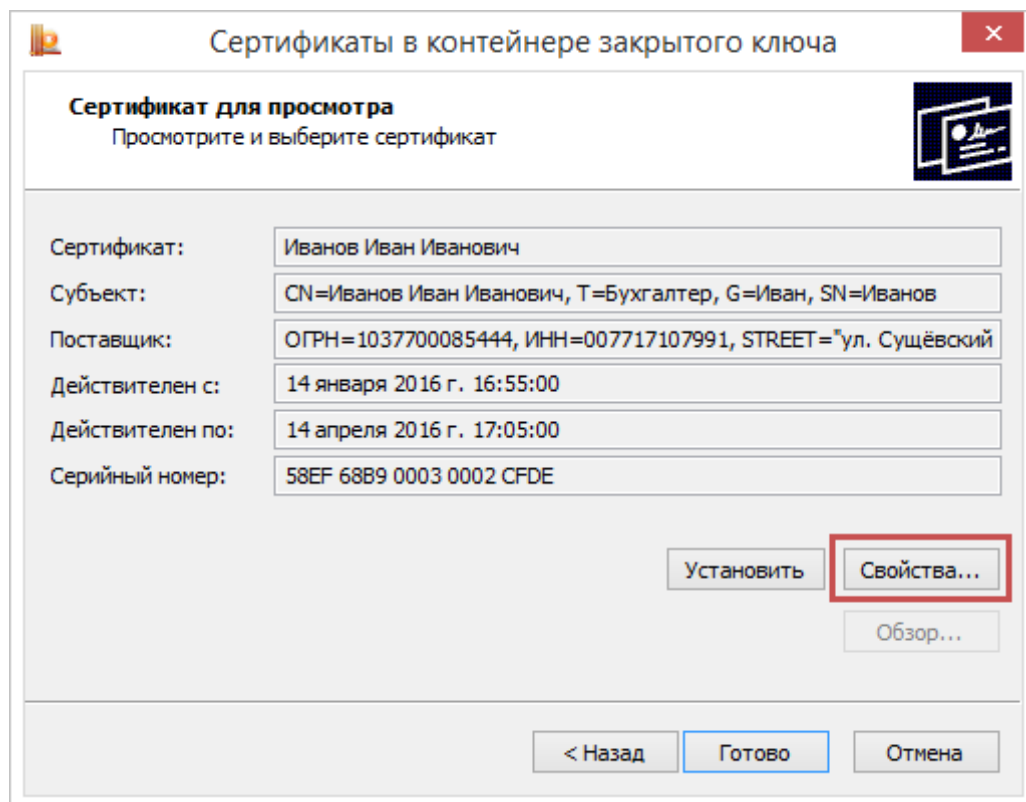 Сертификаты в контейнере закрытого ключа
Сертификат для просмотра
Просмотрите и выберите сертификат
Сертификат: Иванов Иван Иванович
Субъект: CN=Иванов Иван Иванович, T=Бухгалтер, G=Иван, SN=Иванов
Поставщик: ОГРН=1037700085444, ИНН=007717107991, STREET="ул. Сущёвский
Действителен с: 14 января 2016 г. 16:55:00
Действителен по: 14 апреля 2016 г. 17:05:00
Серийный номер: 58EF 68B9 0003 0002 CFDE
Установить Свойства...
Обзор...
< Назад Готово Отмена